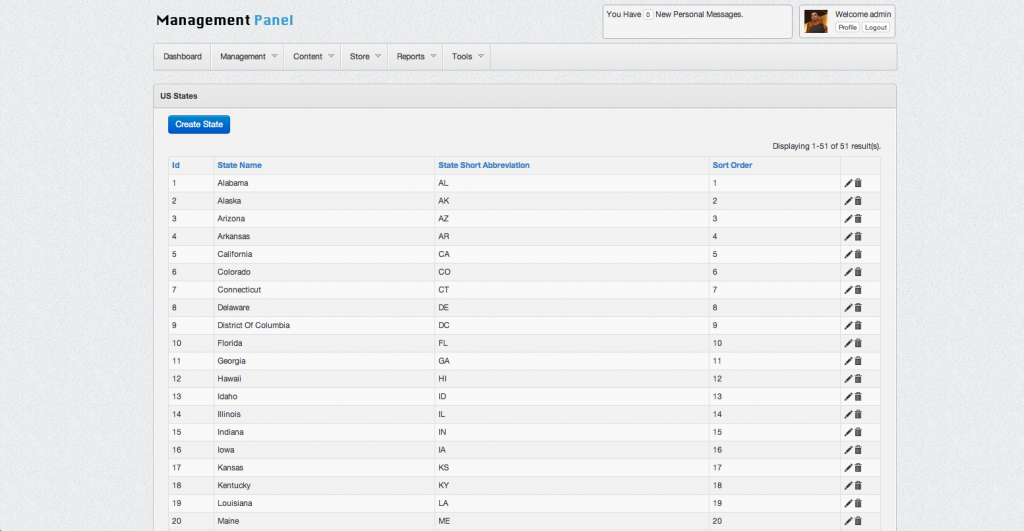 Management Panel
You Have 0 New Personal Messages.
Welcome admin
Profile Logout
Dashboard Management Content Store Reports Tools
US States
Create State
Displaying 1-51 of 51 result(s).
Id State Name State Short Abbreviation Sort Order
1 Alabama AL 1
2 Alaska AK 2
3 Arizona AZ 3
4 Arkansas AR 4
5 California CA 5
6 Colorado CO 6
7 Connecticut CT 7
8 Delaware DE 8
9 District Of Columbia DC 9
10 Florida FL 10
11 Georgia GA 11
12 Hawaii HI 12
13 Idaho ID 13
14 Illinois IL 14
15 Indiana IN 15
16 Iowa IA 16
17 Kansas KS 17
18 Kentucky KY 18
19 Louisiana LA 19
20 Maine ME 20